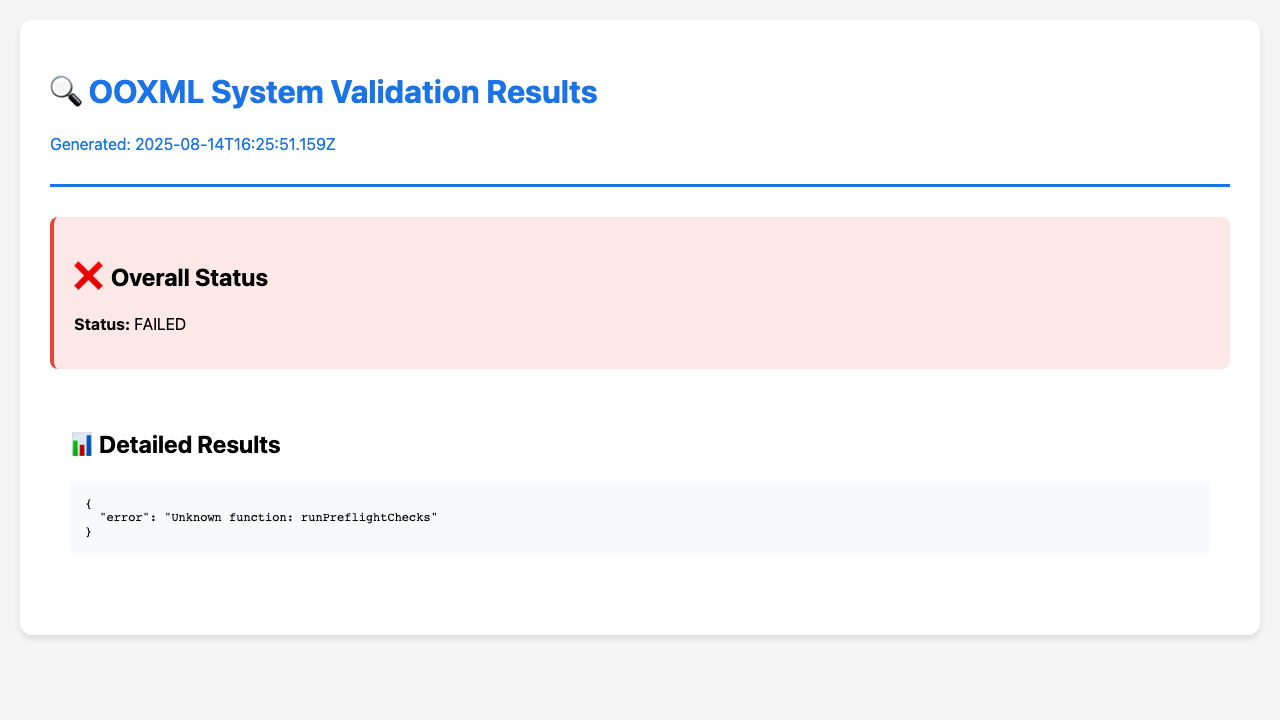 🔍 OOXML System Validation Results
Generated: 2025-08-14T16:25:51.159Z
❌ Overall Status
Status: FAILED
📊 Detailed Results
{
  "error": "Unknown function: runPreflightChecks"
}